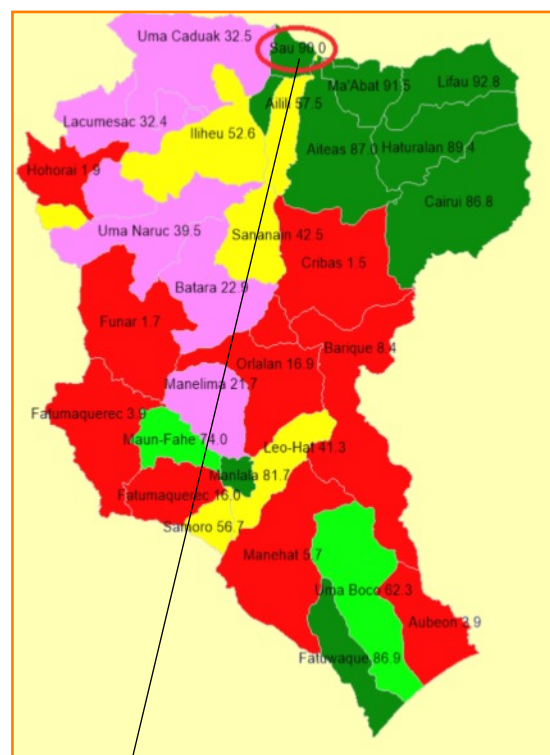 Uma Caduak 32.5
Sau 90.0
Ma'Abat 91.5
Lifau 92.8
Ailili 57.5
Lacumesac 32.4
Iliheu 52.6
Aiteas 87.0
Haturalan 89.4
Hohorai 1.9
Cairui 86.8
Uma Naruc 39.5
Sananain 42.5
Cribas 1.5
Batara 22.9
Funar 1.7
Barique 8.4
Orlalan 16.9
Manelima 21.7
Fatumaquerec 3.9
Maun-Fahe 74.0
Leo-Hat 41.3
Manlala 81.7
Fatumaquerec 16.0
Samoro 56.7
Manehat 5.7
Uma Boco 62.3
Aubeon 2.9
Fatuwaque 86.9